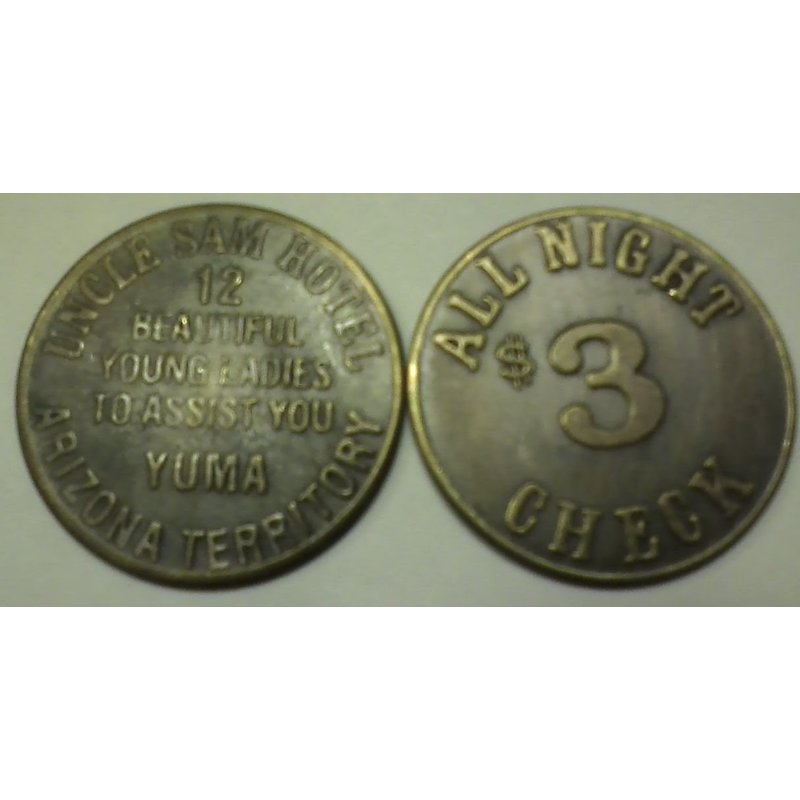 UNCLE SAM HOTEL
12
BEAUTIFUL
YOUNG LADIES
TO ASSIST YOU
YUMA
ARIZONA TERRITORY
ALL NIGHT
$3
CHECK